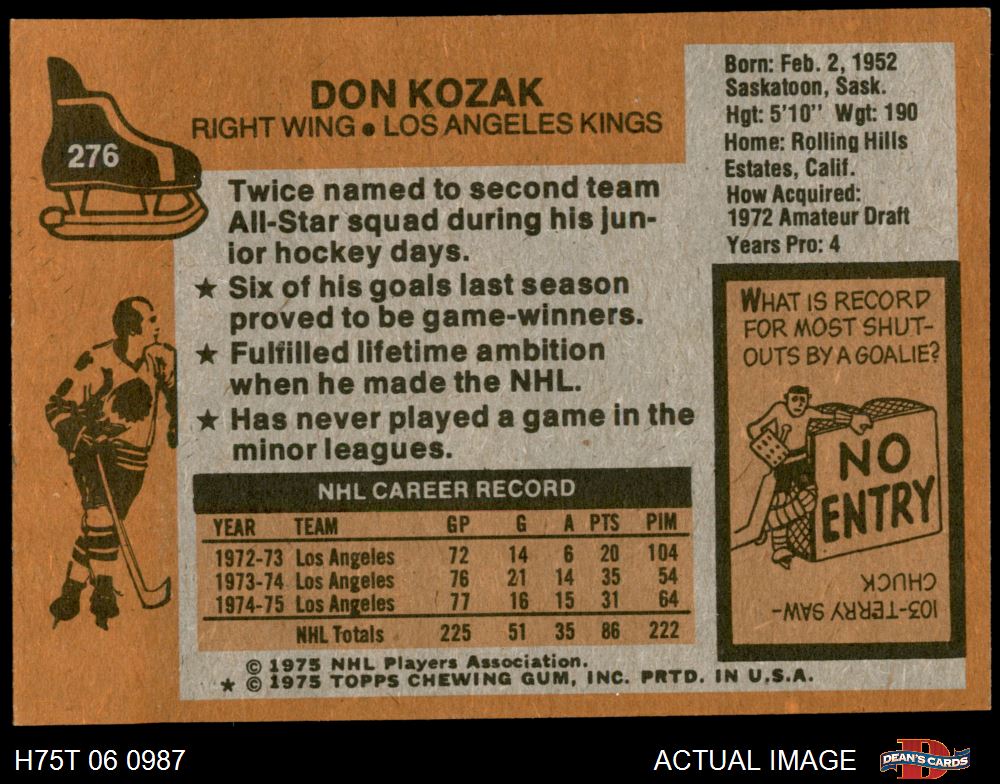 276
DON KOZAK
RIGHT WING ● LOS ANGELES KINGS
Born: Feb. 2, 1952
Saskatoon, Sask.
Hgt: 5'10" Wgt: 190
Home: Rolling Hills
Estates, Calif.
How Acquired:
1972 Amateur Draft
Years Pro: 4
Twice named to second team
All-Star squad during his jun-
ior hockey days.
★ Six of his goals last season
proved to be game-winners.
★ Fulfilled lifetime ambition
when he made the NHL.
★ Has never played a game in the
minor leagues.
WHAT IS RECORD
FOR MOST SHUT-
OUTS BY A GOALIE?
NO
ENTRY
103-TERRY SAW-
CHUCK
NHL CAREER RECORD
YEAR TEAM GP G A PTS PIM
1972-73 Los Angeles 72 14 6 20 104
1973-74 Los Angeles 76 21 14 35 54
1974-75 Los Angeles 77 16 15 31 64
NHL Totals 225 51 35 86 222
© 1975 NHL Players Association.
★ © 1975 TOPPS CHEWING GUM, INC. PRTD. IN U.S.A.
H75T 06 0987
ACTUAL IMAGE
D
DEAN'S CARDS